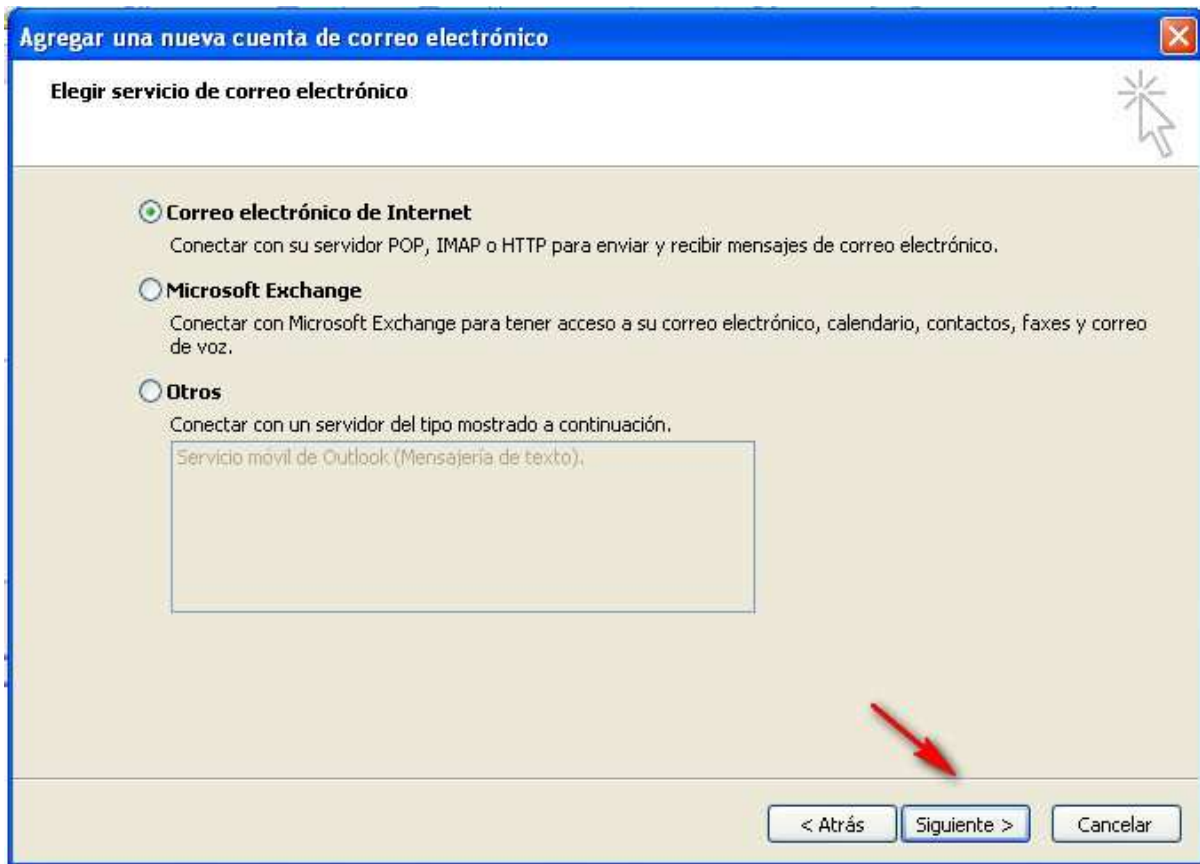 Agregar una nueva cuenta de correo electrónico
Elegir servicio de correo electrónico
Correo electrónico de Internet
Conectar con su servidor POP, IMAP o HTTP para enviar y recibir mensajes de correo electrónico.
Microsoft Exchange
Conectar con Microsoft Exchange para tener acceso a su correo electrónico, calendario, contactos, faxes y correo
de voz.
Otros
Conectar con un servidor del tipo mostrado a continuación.
Servicio móvil de Outlook (Mensajería de texto).
< Atrás
Siguiente >
Cancelar